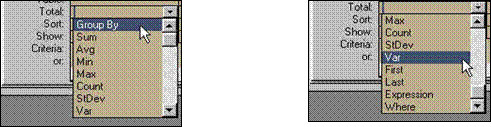 Total:
Sort:
Show:
Criteria:
or:
Group By
Sum
Avg
Min
Max
Count
StDev
Var
Total:
Sort:
Show:
Criteria:
or:
Max
Count
StDev
Var
First
Last
Expression
Where